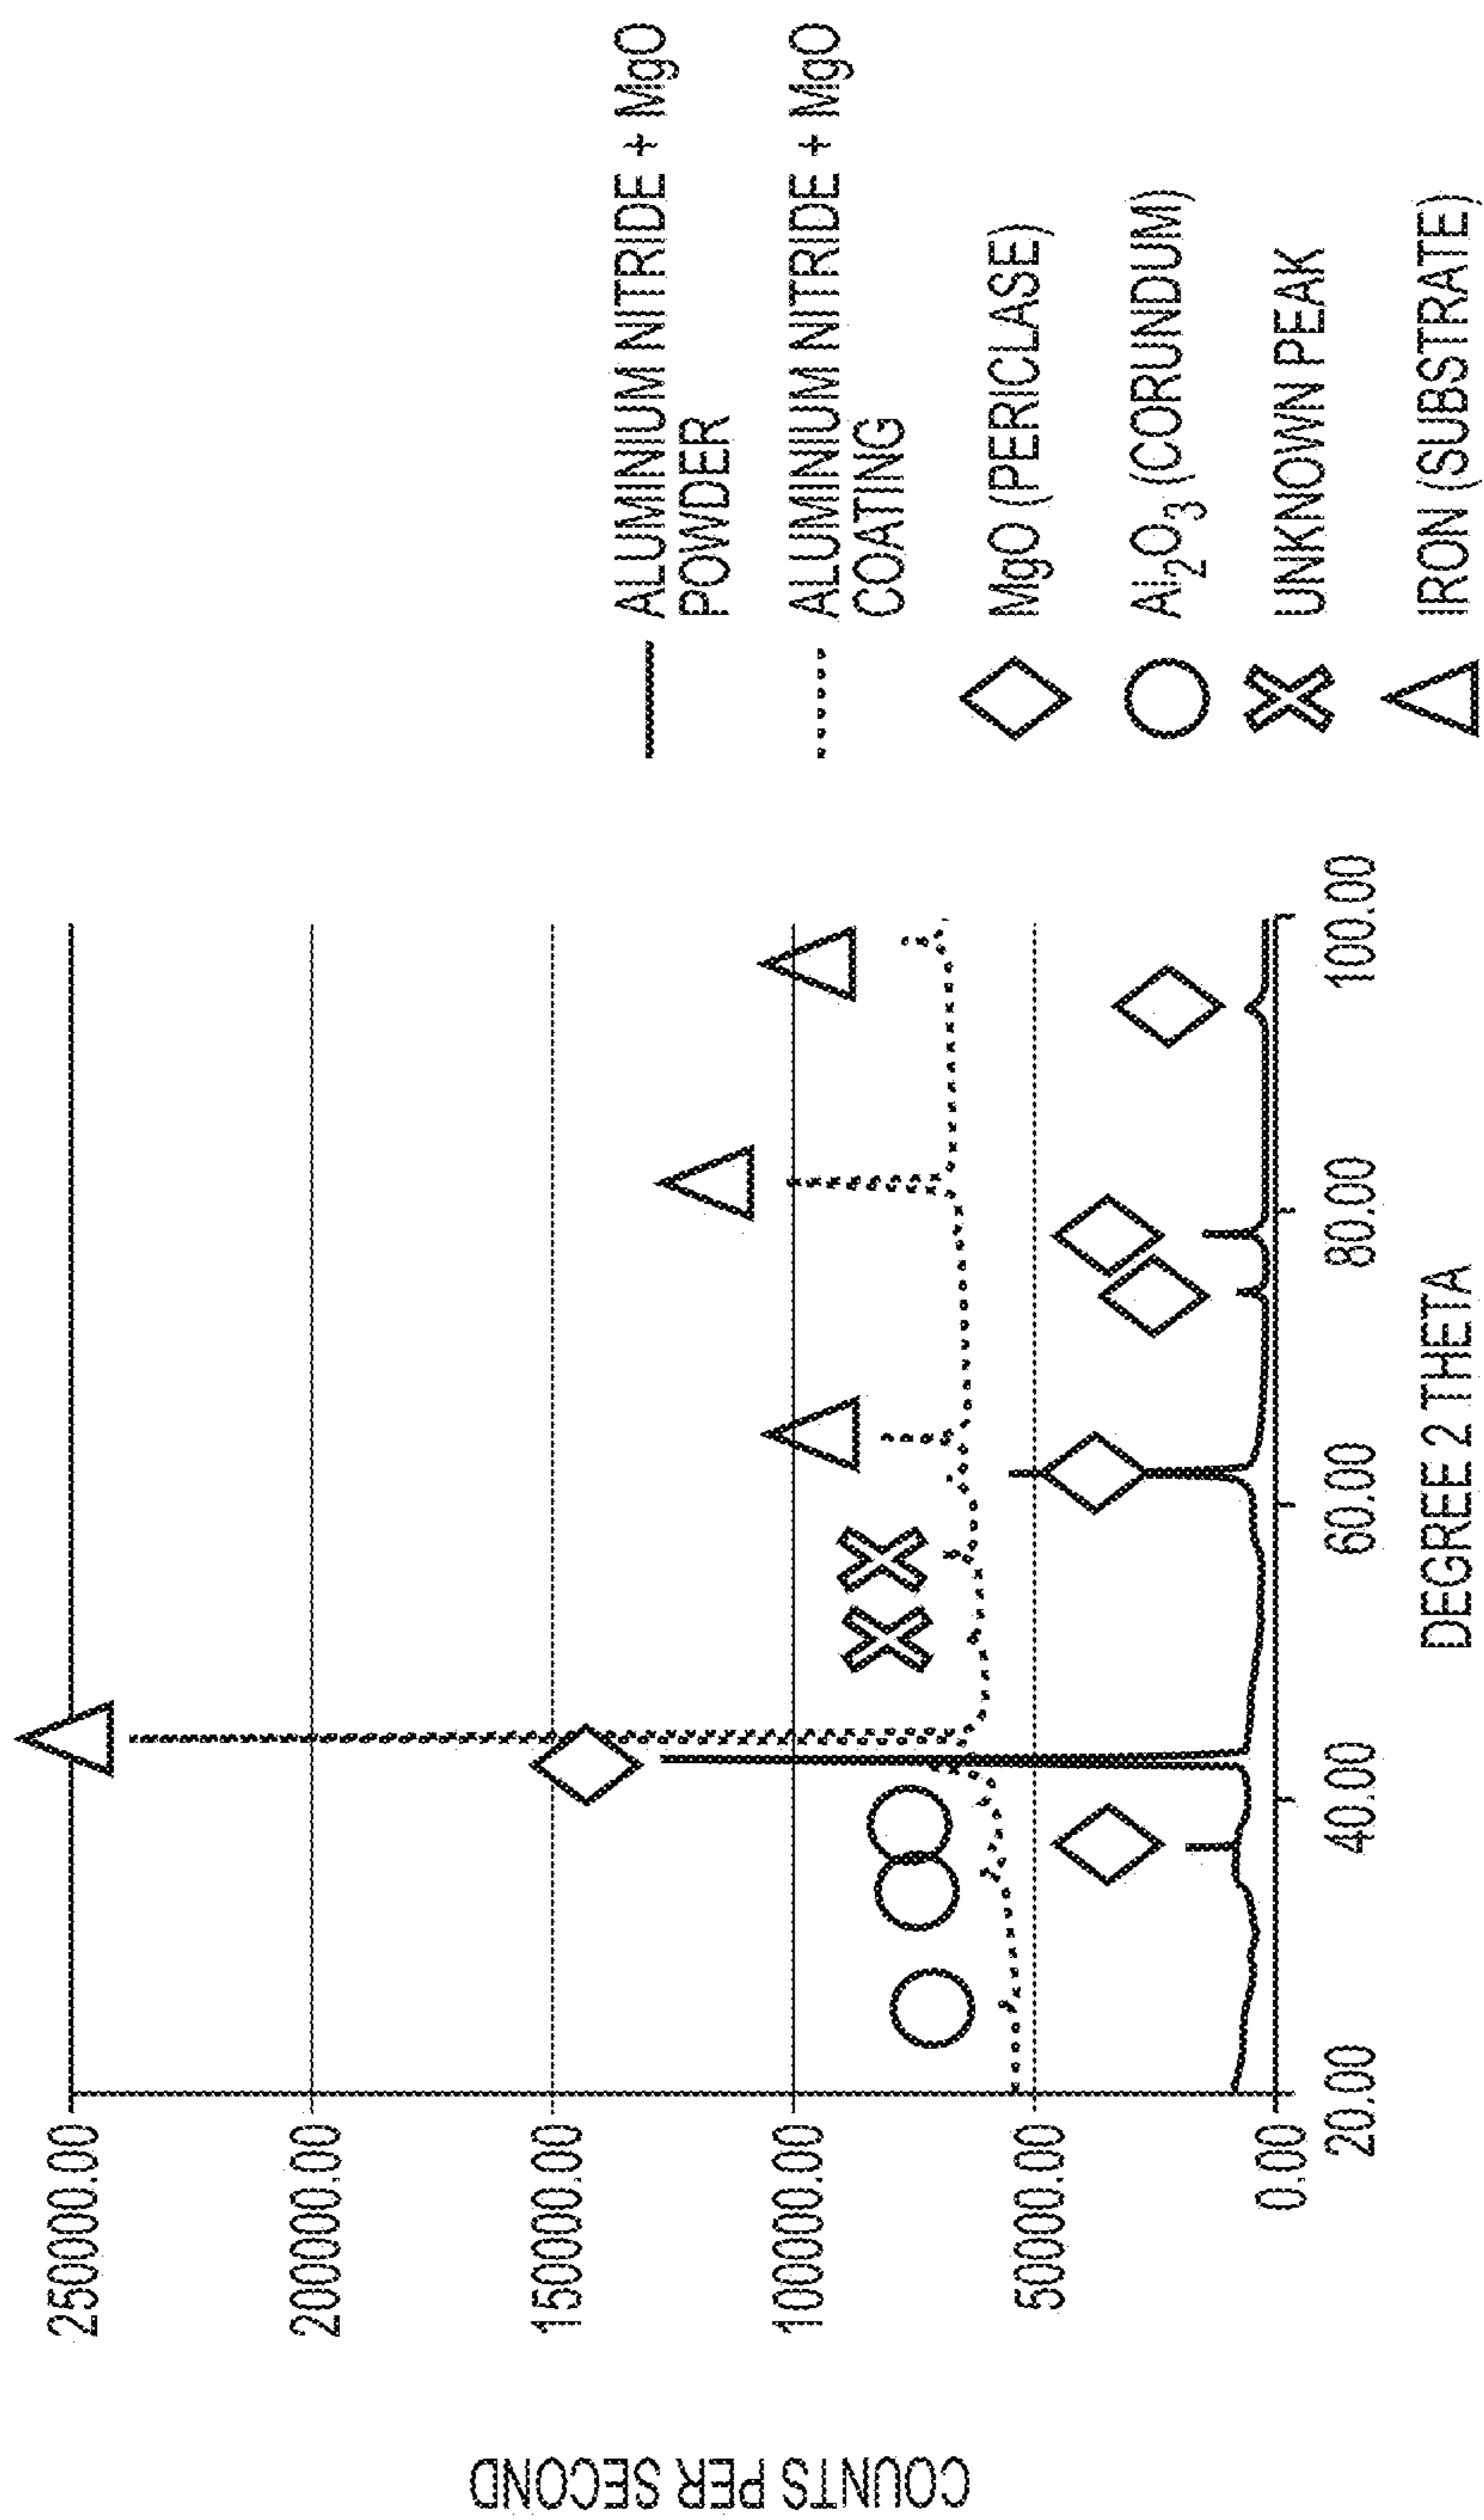 COUNTS PER SECOND
250000.00
200000.00
150000.00
100000.00
50000.00
0.00
20.00
40.00
60.00
80.00
100.00
DEGREE 2 THETA
ALUMINIUM NITRIDE + MgO
POWDER
ALUMINIUM NITRIDE + MgO
COATING
MgO (PERICLASE)
Al2O3 (CORUNDUM)
UNKNOWN PEAK
IRON (SUBSTRATE)